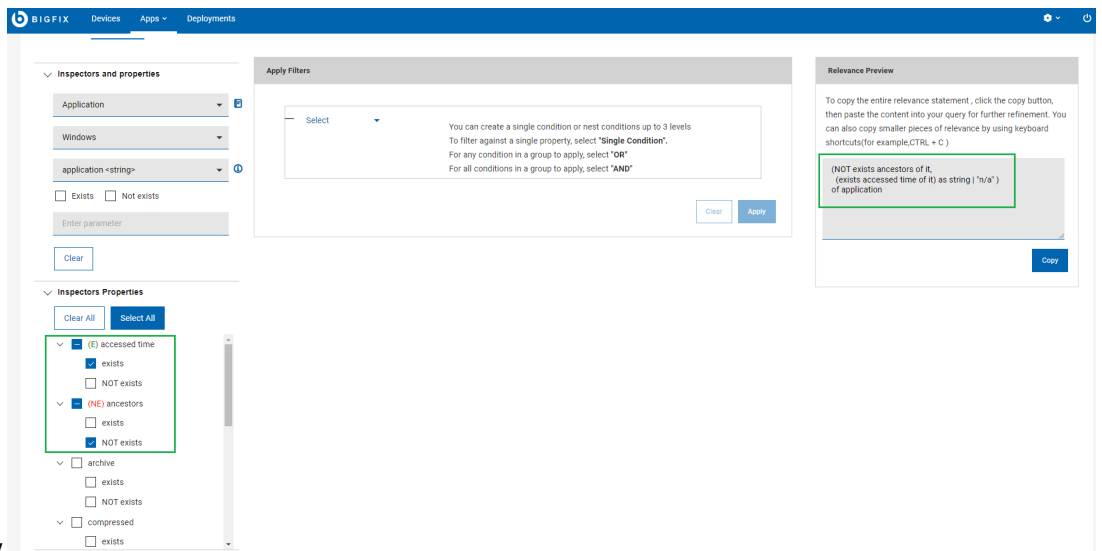 BIGFIX Devices Apps Deployments
Inspectors and properties
Application
Windows
application <string>
Exists Not exists
Enter parameter
Clear
Inspectors Properties
Clear All Select All
(E) accessed time
exists
NOT exists
(NE) ancestors
exists
NOT exists
archive
exists
NOT exists
compressed
exists
Apply Filters
Select
You can create a single condition or nest conditions up to 3 levels
To filter against a single property, select "Single Condition".
For any condition in a group to apply, select "OR"
For all conditions in a group to apply, select "AND"
Clear Apply
Relevance Preview
To copy the entire relevance statement , click the copy button,
then paste the content into your query for further refinement. You
can also copy smaller pieces of relevance by using keyboard
shortcuts(for example,CTRL + C )
(NOT exists ancestors of it,
(exists accessed time of it) as string | "n/a" )
of application
Copy